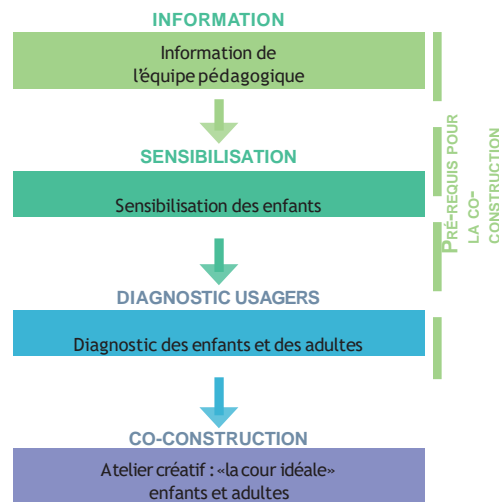 INFORMATION
Information de
l'équipe pédagogique
SENSIBILISATION
Sensibilisation des enfants
DIAGNOSTIC USAGERS
Diagnostic des enfants et des adultes
CO-CONSTRUCTION
Atelier créatif : «la cour idéale»
enfants et adultes
PRÉ-REQUIS POUR
LA CO-
CONSTRUCTION